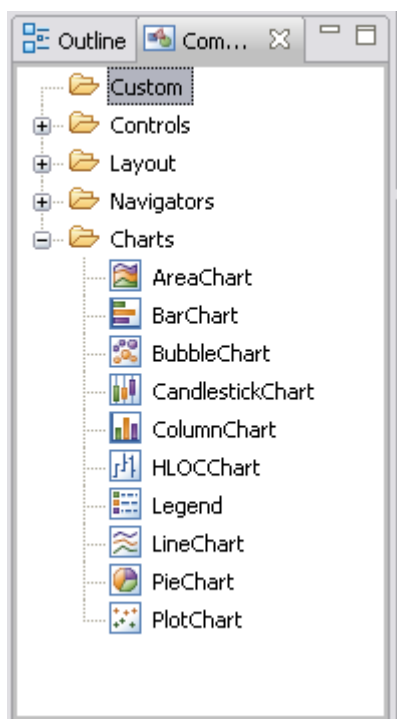 Outline Com...
Custom
Controls
Layout
Navigators
Charts
AreaChart
BarChart
BubbleChart
CandlestickChart
ColumnChart
HLOCChart
Legend
LineChart
PieChart
PlotChart